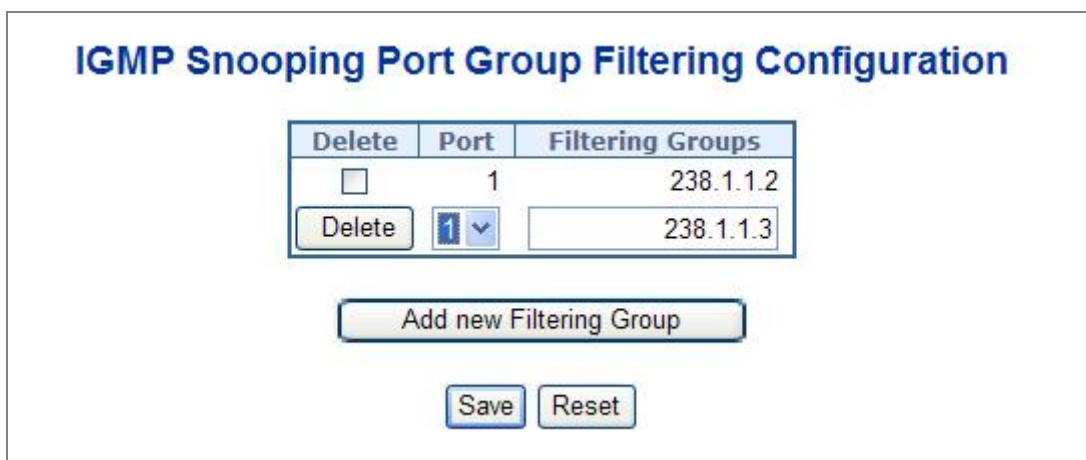 IGMP Snooping Port Group Filtering Configuration
Delete Port Filtering Groups
1 238.1.1.2
Delete 1 238.1.1.3
Add new Filtering Group
Save Reset